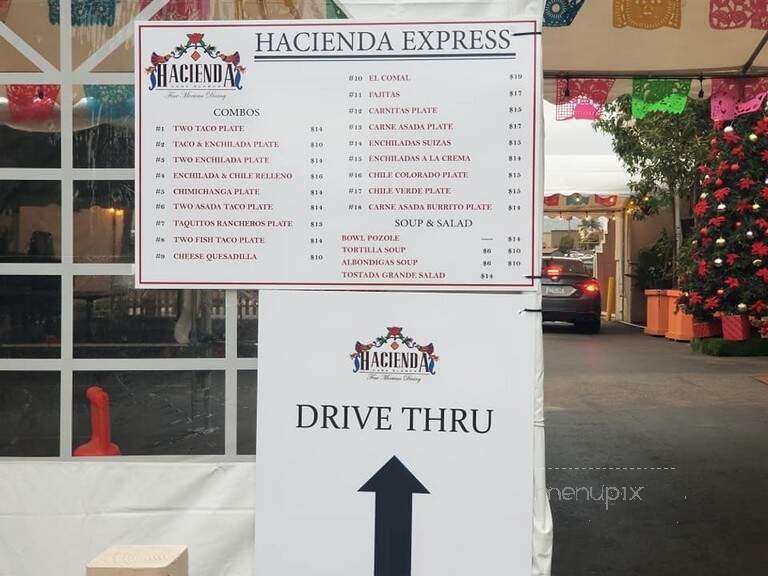 HACIENDA
CASA BLANCA
Fine Mexican Dining
HACIENDA EXPRESS
COMBOS
#1 TWO TACO PLATE $14
#2 TACO & ENCHILADA PLATE $10
#3 TWO ENCHILADA PLATE $14
#4 ENCHILADA & CHILE RELLENO $16
#5 CHIMICHANGA PLATE $14
#6 TWO ASADA TACO PLATE $14
#7 TAQUITOS RANCHEROS PLATE $13
#8 TWO FISH TACO PLATE $14
#9 CHEESE QUESADILLA $10
#10 EL COMAL $19
#11 FAJITAS $17
#12 CARNITAS PLATE $15
#13 CARNE ASADA PLATE $17
#14 ENCHILADAS SUIZAS $15
#15 ENCHILADAS A LA CREMA $14
#16 CHILE COLORADO PLATE $15
#17 CHILE VERDE PLATE $15
#18 CARNE ASADA BURRITO PLATE $14
SOUP & SALAD
BOWL POZOLE — $14
TORTILLA SOUP $6 $10
ALBONDIGAS SOUP $6 $10
TOSTADA GRANDE SALAD $14
HACIENDA
CASA BLANCA
Fine Mexican Dining
DRIVE THRU
menupix